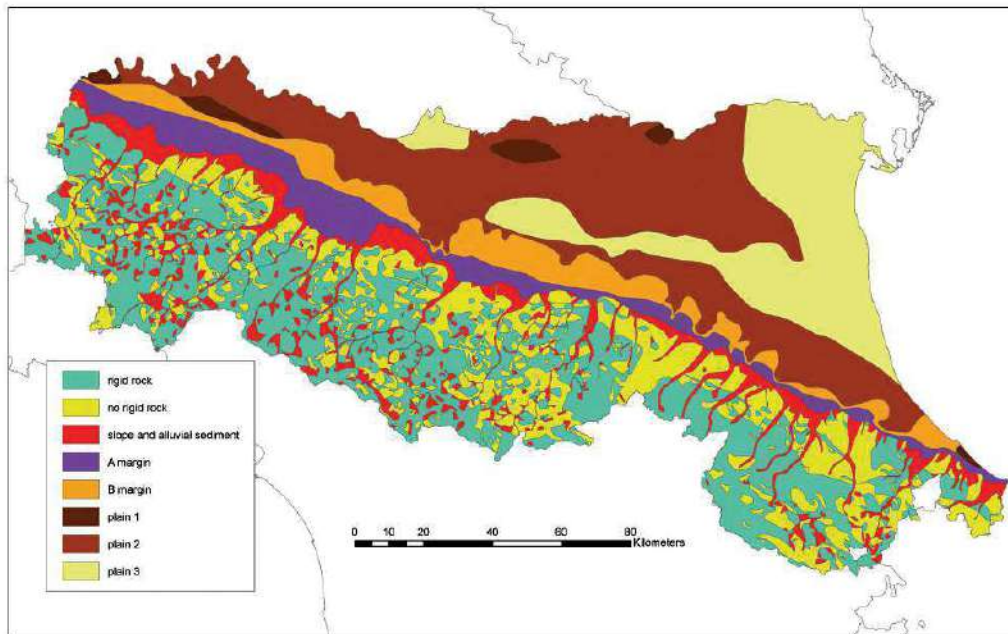 rigid rock
no rigid rock
slope and alluvial sediment
A margin
B margin
plain 1
plain 2
plain 3
0 10 20 40 60 80
Kilometers